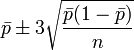 p̄ ± 3√(p̄(1 − p̄)/n)